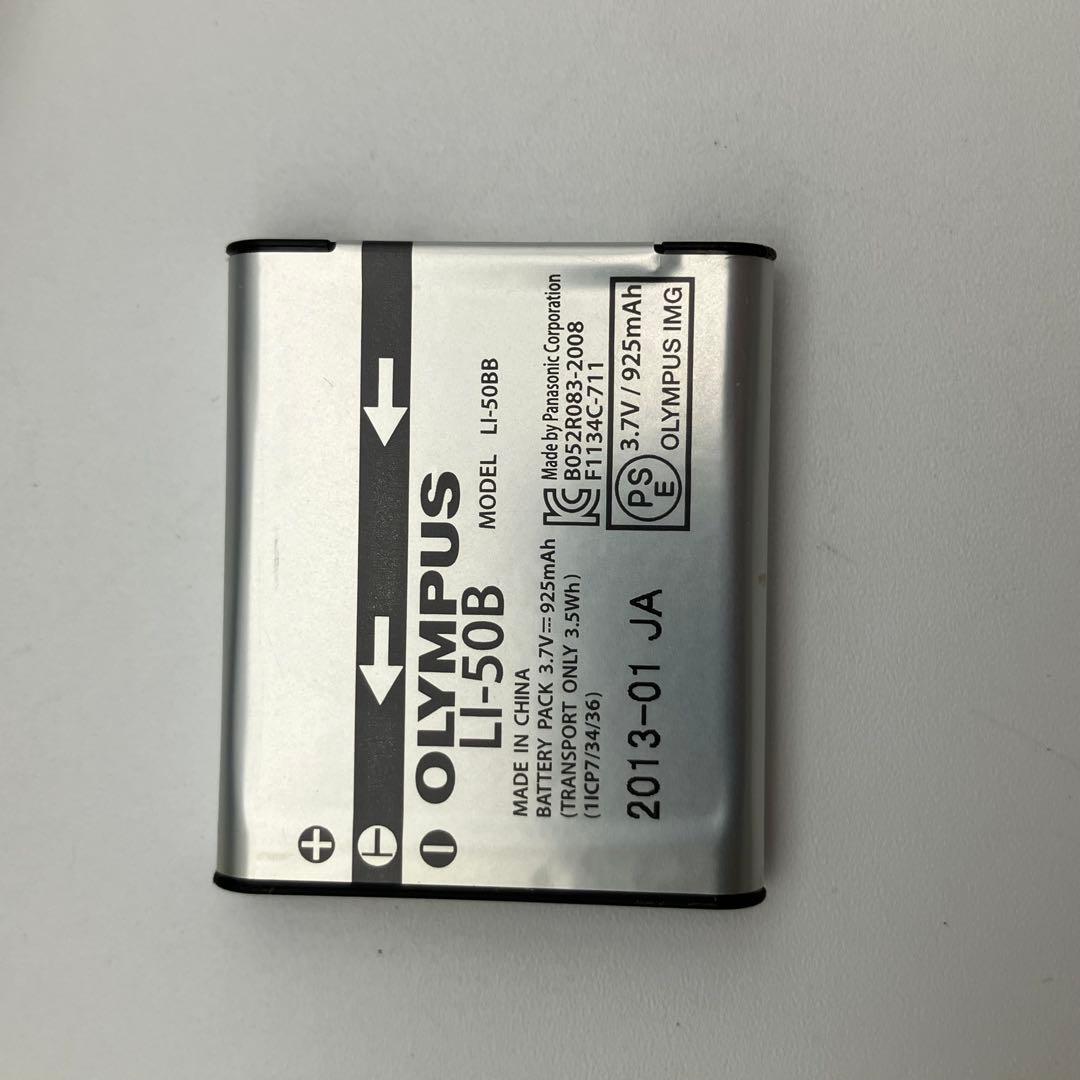 OLYMPUS
LI-50B
MODEL LI-50BB
MADE IN CHINA
BATTERY PACK 3.7V⎓925mAh
(TRANSPORT ONLY 3.5Wh)
(1ICP7/34/36)
2013-01 JA
Made by Panasonic Corporation
B052R083-2008
F1134C-711
PSE 3.7V/925mAh
OLYMPUS IMG
+
T
−